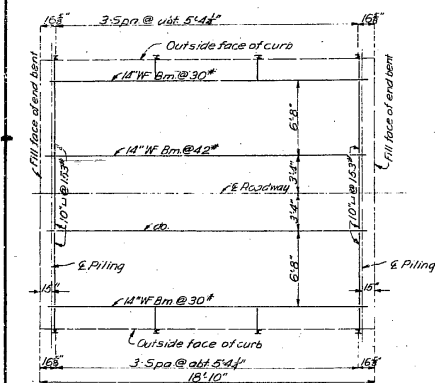 16⅝" 3-Spn @ abt. 5'4¼" 16⅝"
Outside face of curb
14"WF Bm.@30#
Fill face of end bent
Fill face of end bent
6'-8"
14"WF Bm.@42#
3'4"
10"⊔@15.3#
10"⊔@15.3#
℄ Roadway
3'4"
do.
6'-8"
℄ Piling
℄ Piling
15"
15"
14"WF Bm.@30#
Outside face of curb
16⅝" 3-Spa @ abt. 5'4¼" 16⅝"
18'-10"